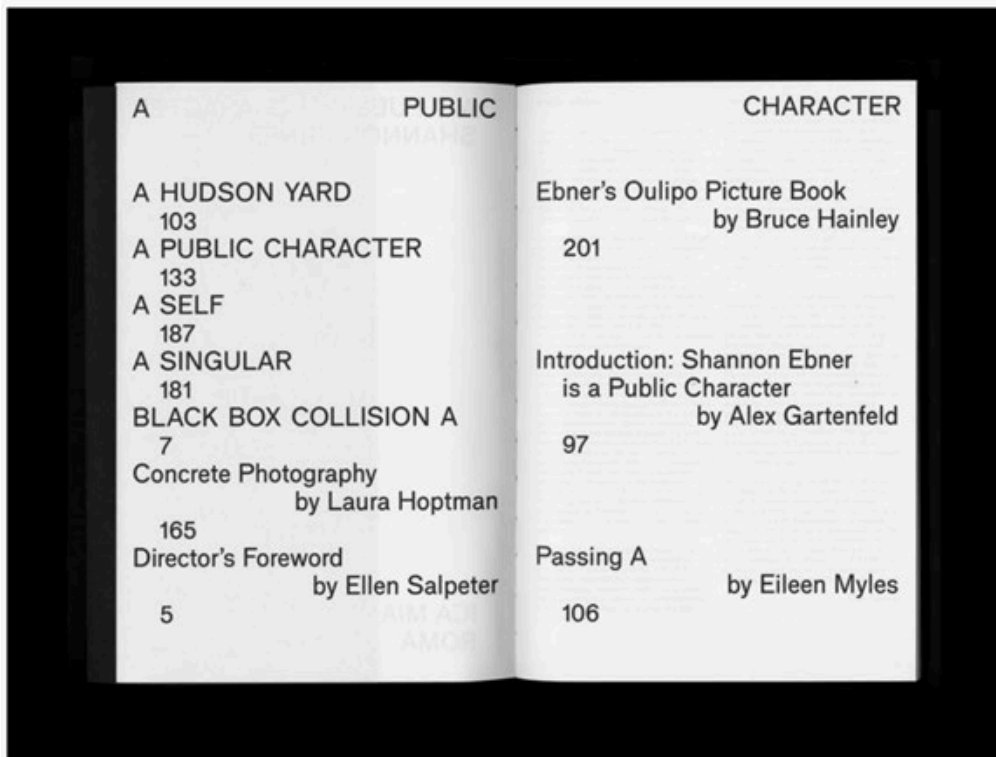 A PUBLIC CHARACTER
A HUDSON YARD
103
A PUBLIC CHARACTER
133
A SELF
187
A SINGULAR
181
BLACK BOX COLLISION A
7
Concrete Photography
by Laura Hoptman
165
Director's Foreword
by Ellen Salpeter
5
Ebner's Oulipo Picture Book
by Bruce Hainley
201
Introduction: Shannon Ebner
is a Public Character
by Alex Gartenfeld
97
Passing A
by Eileen Myles
106